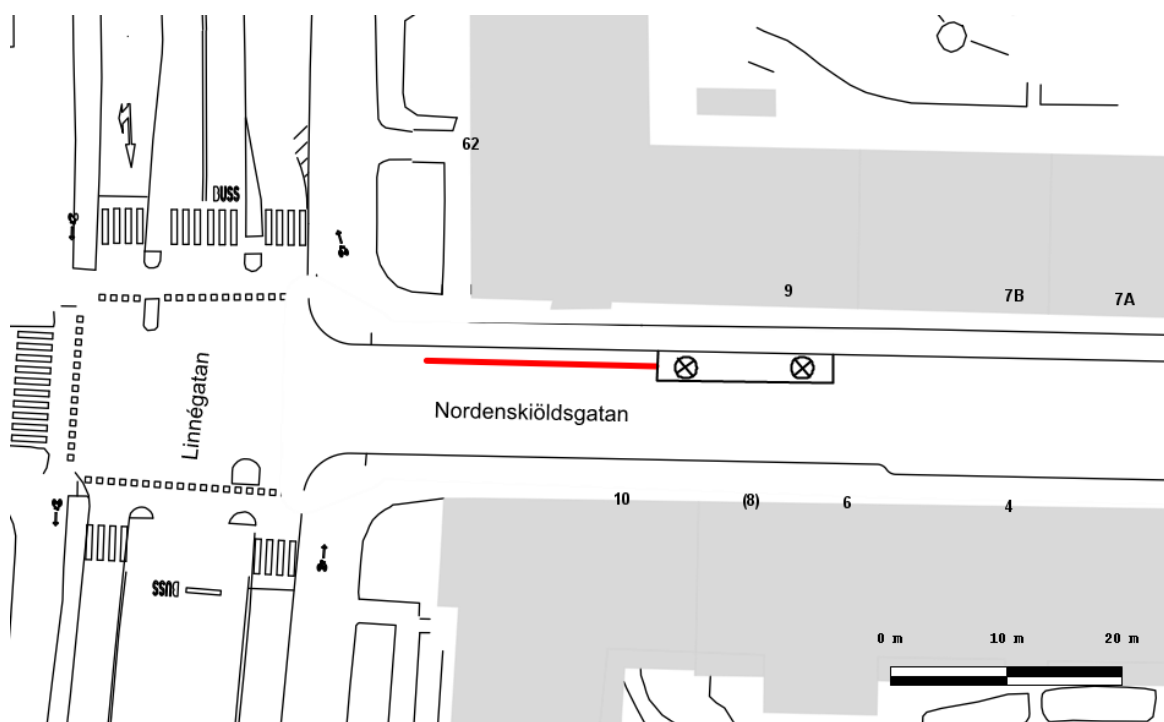 62
BUSS
9
7B
7A
Linnégatan
Nordenskiöldsgatan
10
(8)
6
4
BUSS
0 m
10 m
20 m